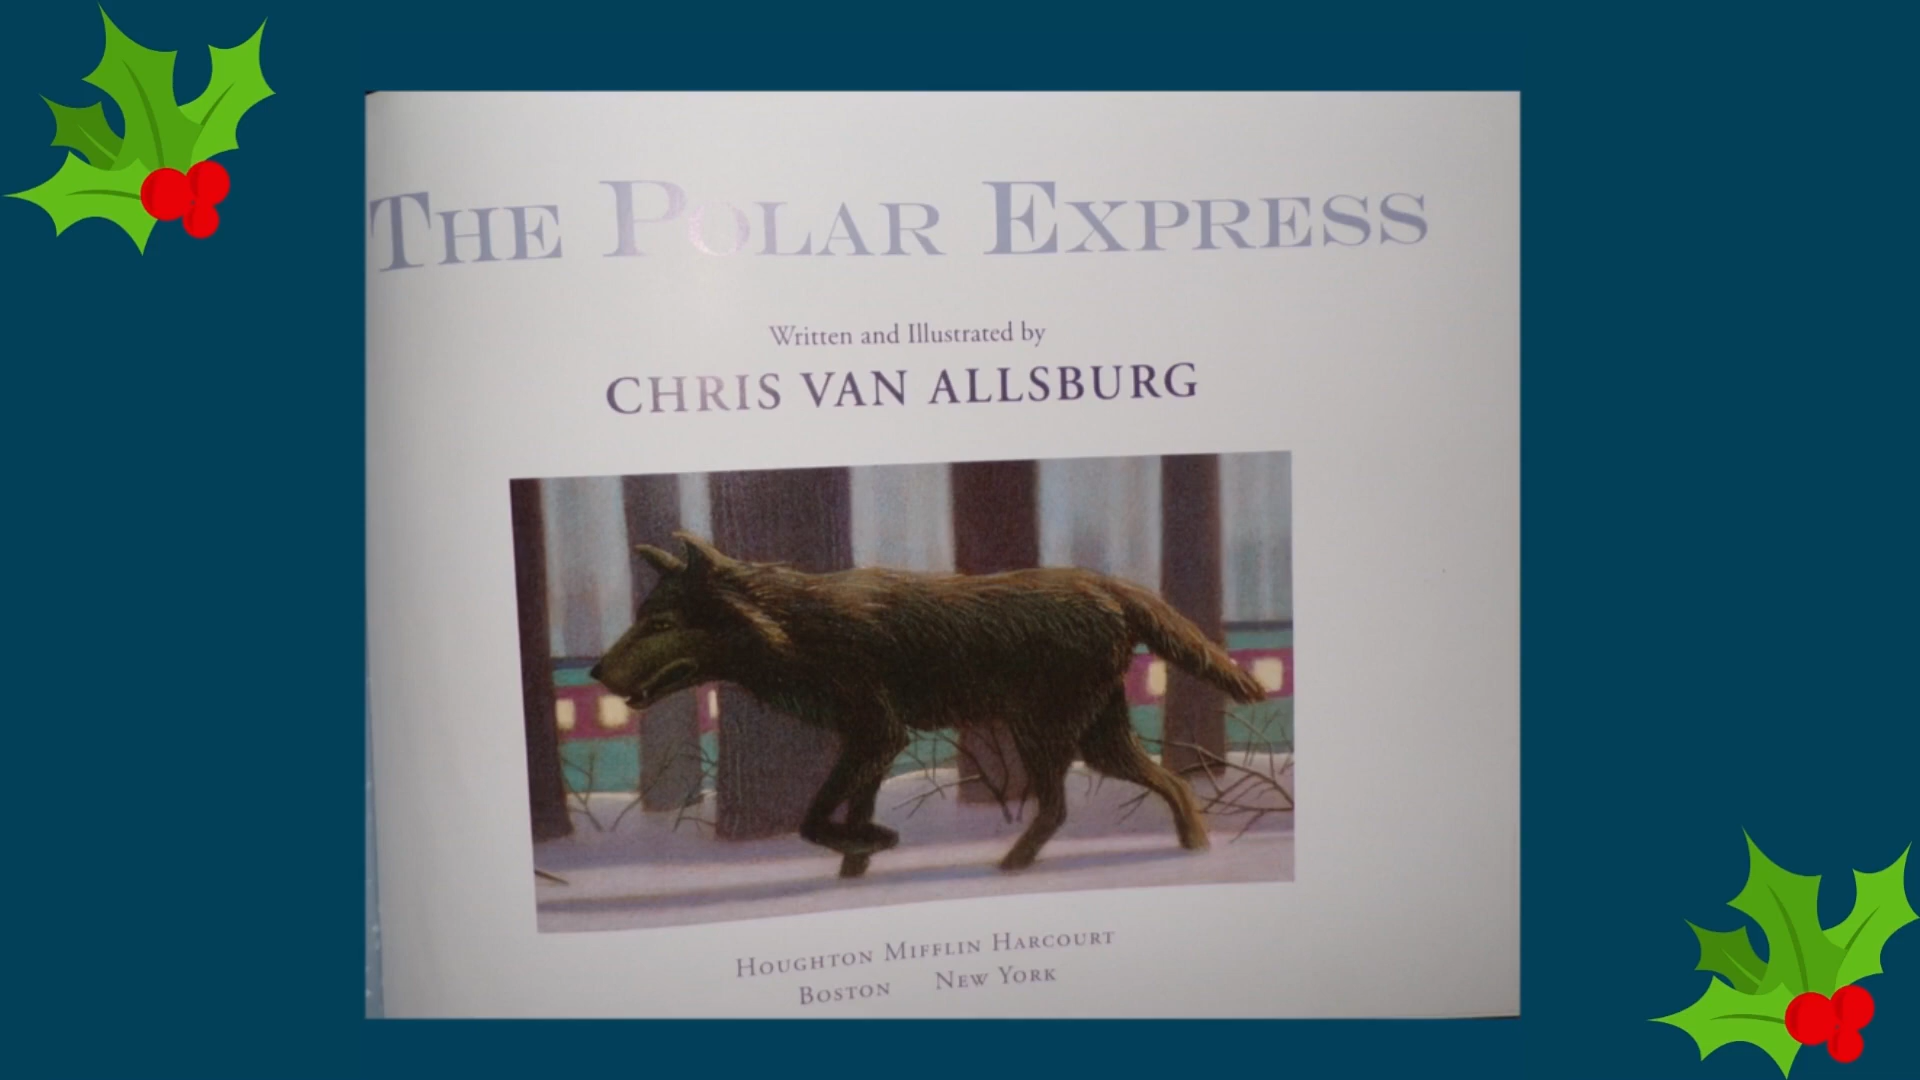 THE POLAR EXPRESS
Written and Illustrated by
CHRIS VAN ALLSBURG
HOUGHTON MIFFLIN HARCOURT
BOSTON NEW YORK